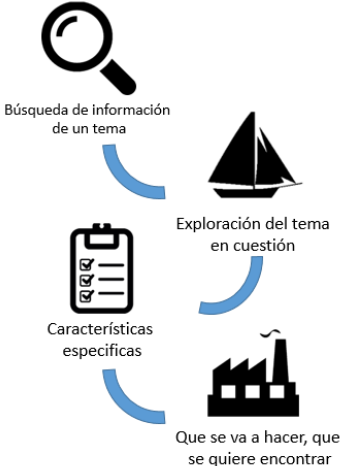 Búsqueda de información
de un tema
Exploración del tema
en cuestión
Características
especificas
Que se va a hacer, que
se quiere encontrar